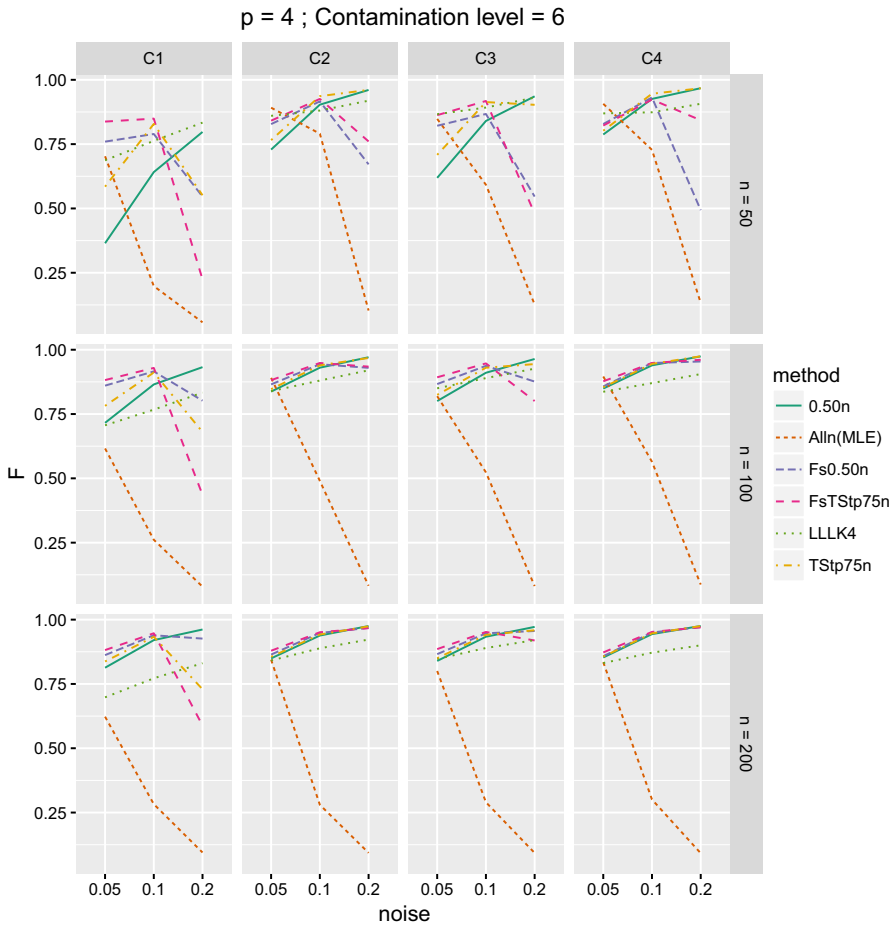 p = 4 ; Contamination level = 6
C1 C2 C3 C4
1.00
0.75
0.50
0.25
n = 50
1.00
0.75
0.50
0.25
n = 100
1.00
0.75
0.50
0.25
n = 200
F
0.05 0.1 0.2 0.05 0.1 0.2 0.05 0.1 0.2 0.05 0.1 0.2
noise
method
0.50n
Alln(MLE)
Fs0.50n
FsTStp75n
LLLK4
TStp75n